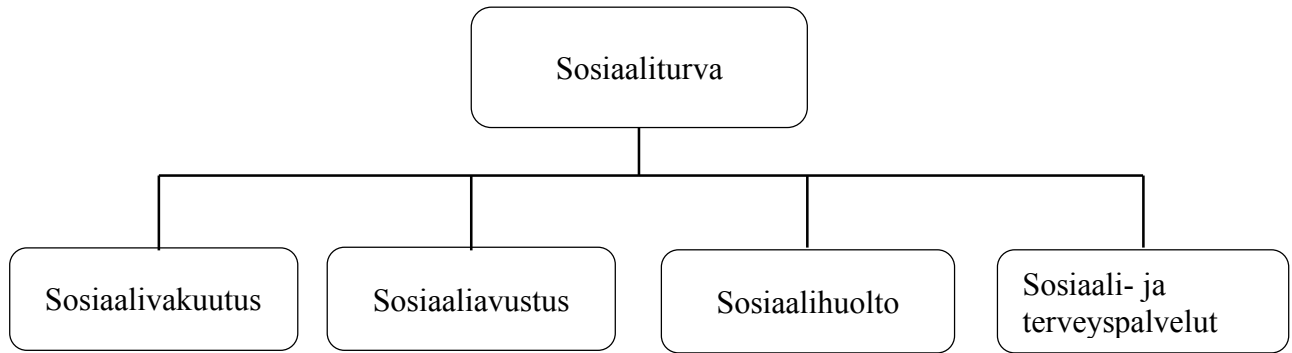 Sosiaaliturva
Sosiaalivakuutus
Sosiaaliavustus
Sosiaalihuolto
Sosiaali- ja
terveyspalvelut